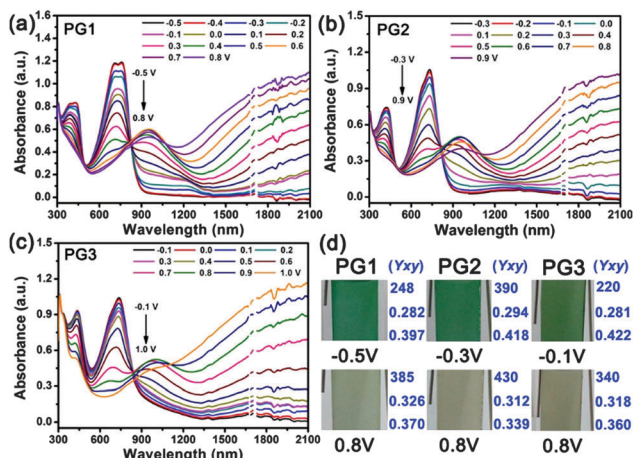 (a)
PG1
-0.5 -0.4 -0.3 -0.2
-0.1 0.0 0.1 0.2
0.3 0.4 0.5 0.6
0.7 0.8 V
-0.5 V
0.8 V
Absorbance (a.u.)
1.6
1.4
1.2
1.0
0.8
0.6
0.4
0.2
0.0
300 600 900 1200 1500 1800 2100
Wavelength (nm)
(b)
PG2
-0.3 -0.2 -0.1 0.0
0.1 0.2 0.3 0.4
0.5 0.6 0.7 0.8
0.9 V
-0.3 V
0.9 V
Absorbance (a.u.)
1.5
1.2
0.9
0.6
0.3
0.0
300 600 900 1200 1500 1800 2100
Wavelength (nm)
(c)
PG3
-0.1 0.0 0.1 0.2
0.3 0.4 0.5 0.6
0.7 0.8 0.9 1.0 V
-0.1 V
1.0 V
Absorbance (a.u.)
1.5
1.2
0.9
0.6
0.3
0.0
300 600 900 1200 1500 1800 2100
Wavelength (nm)
(d)
PG1 (Yxy) PG2 (Yxy) PG3 (Yxy)
248 390 220
0.282 0.294 0.281
0.397 0.418 0.422
-0.5V -0.3V -0.1V
385 430 340
0.326 0.312 0.318
0.370 0.339 0.360
0.8V 0.8V 0.8V